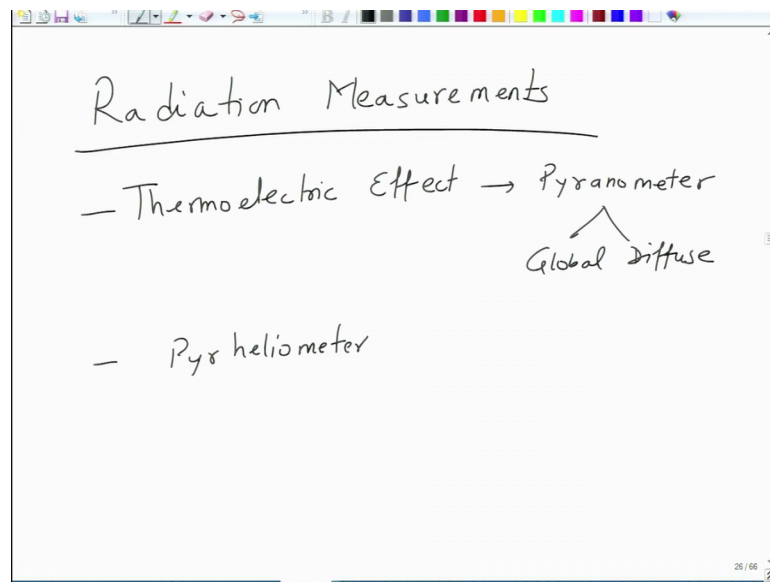 Radiation Measurements
— Thermoelectric Effect → Pyranometer
Global Diffuse
— Pyrheliometer
26 / 66